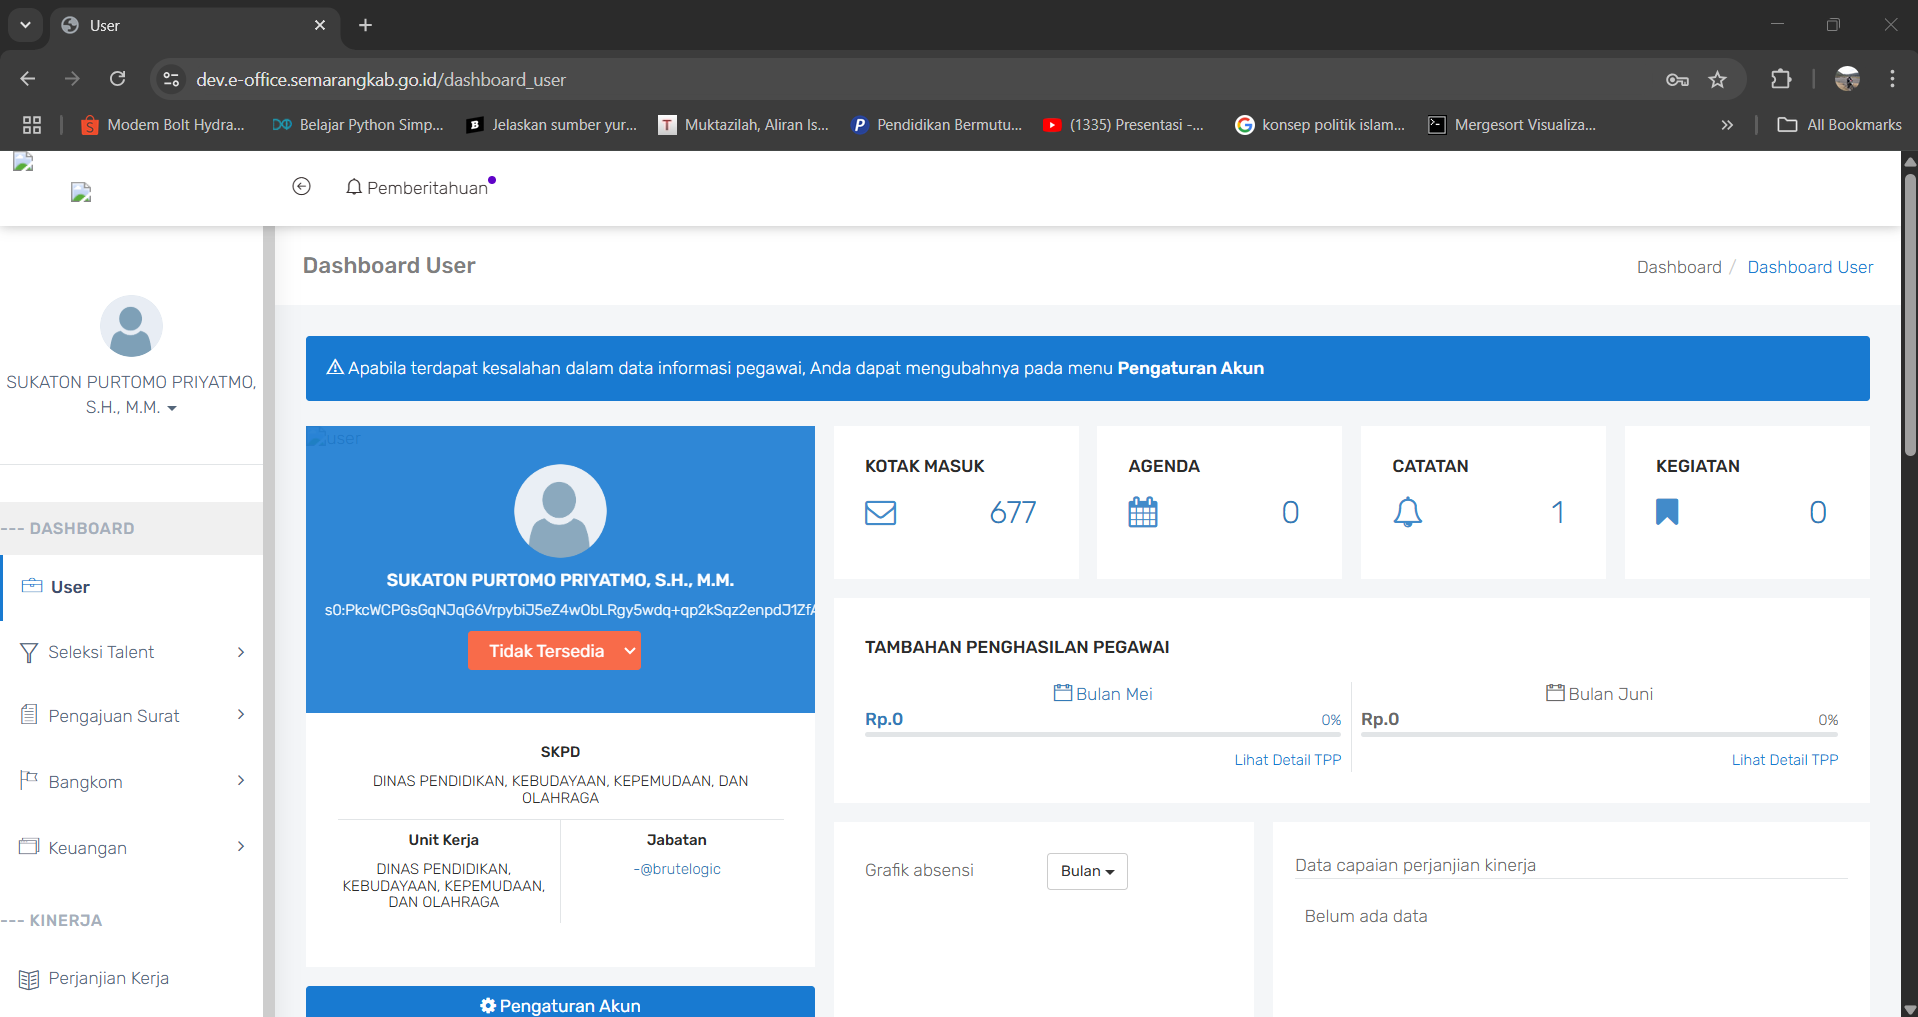 User
dev.e-office.semarangkab.go.id/dashboard_user
Modem Bolt Hydra...
Belajar Python Simp...
Jelaskan sumber yur...
Muktazilah, Aliran Is...
Pendidikan Bermutu...
(1335) Presentasi -...
konsep politik islam...
Mergesort Visualiza...
All Bookmarks
Pemberitahuan
SUKATON PURTOMO PRIYATMO,
S.H., M.M.
--- DASHBOARD
User
Seleksi Talent
Pengajuan Surat
Bangkom
Keuangan
--- KINERJA
Perjanjian Kerja
Dashboard User
Dashboard / Dashboard User
Apabila terdapat kesalahan dalam data informasi pegawai, Anda dapat mengubahnya pada menu Pengaturan Akun
user
SUKATON PURTOMO PRIYATMO, S.H., M.M.
Tidak Tersedia
SKPD
DINAS PENDIDIKAN, KEBUDAYAAN, KEPEMUDAAN, DAN
OLAHRAGA
Unit Kerja
DINAS PENDIDIKAN,
KEBUDAYAAN, KEPEMUDAAN,
DAN OLAHRAGA
Jabatan
-@brutelogic
Pengaturan Akun
KOTAK MASUK
677
AGENDA
0
CATATAN
1
KEGIATAN
0
TAMBAHAN PENGHASILAN PEGAWAI
Bulan Mei
Rp.0 0%
Lihat Detail TPP
Bulan Juni
Rp.0 0%
Lihat Detail TPP
Grafik absensi
Bulan
Data capaian perjanjian kinerja
Belum ada data